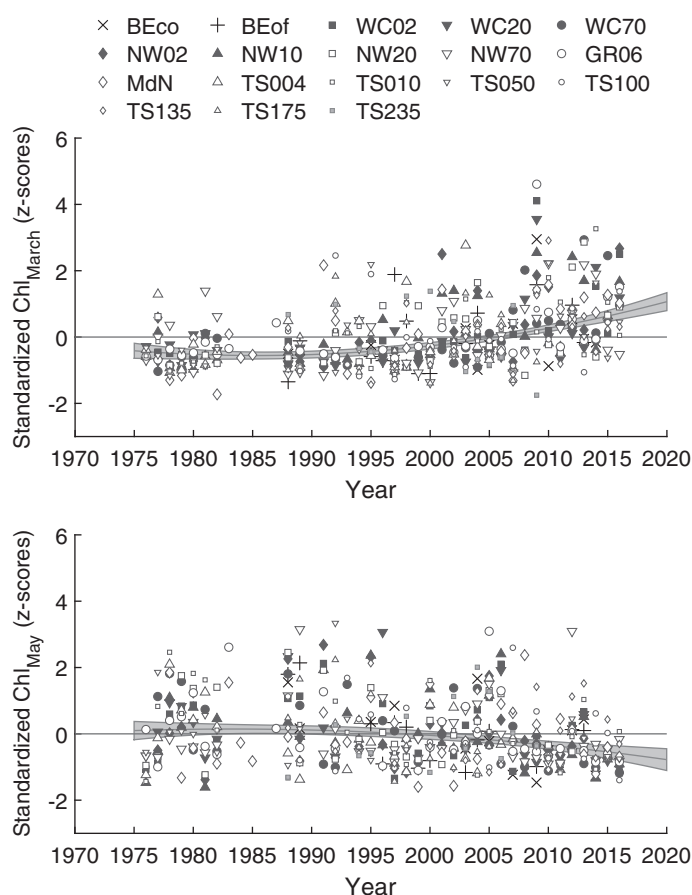 BEco BEof WC02 WC20 WC70
NW02 NW10 NW20 NW70 GR06
MdN TS004 TS010 TS050 TS100
TS135 TS175 TS235
Standardized Chl_March (z-scores)
6
4
2
0
-2
1970 1975 1980 1985 1990 1995 2000 2005 2010 2015 2020
Year
Standardized Chl_May (z-scores)
6
4
2
0
-2
1970 1975 1980 1985 1990 1995 2000 2005 2010 2015 2020
Year